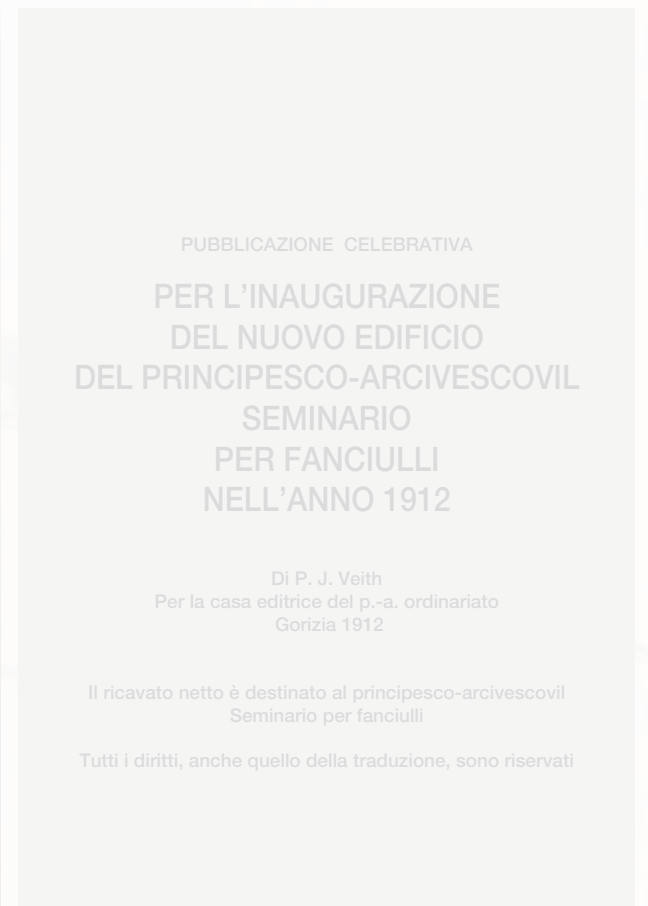 PUBBLICAZIONE CELEBRATIVA
PER L’INAUGURAZIONE
DEL NUOVO EDIFICIO
DEL PRINCIPESCO-ARCIVESCOVIL
SEMINARIO
PER FANCIULLI
NELL’ANNO 1912
Di P. J. Veith
Per la casa editrice del p.-a. ordinariato
Gorizia 1912
Il ricavato netto è destinato al principesco-arcivescovil
Seminario per fanciulli
Tutti i diritti, anche quello della traduzione, sono riservati